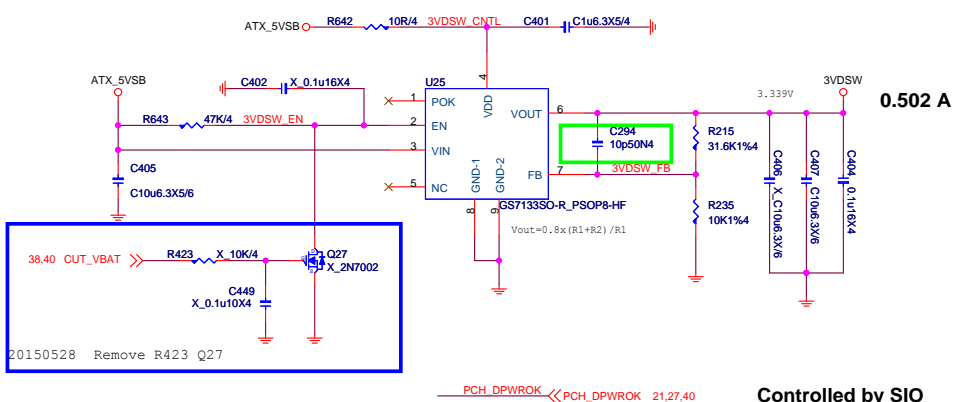 ATX_5VSB
R642
10R/4
3VDSW_CNTL
C401
C1u6.3X5/4
ATX_5VSB
C402
X_0.1u16X4
U25
3VDSW
4
3.339V
0.502 A
1
POK
VDD
VOUT
6
R643
47K/4
3VDSW_EN
2
EN
C294
10p50N4
R215
31.6K1%4
3
VIN
C405
C10u6.3X5/6
5
NC
GND-1
GND-2
FB
7
3VDSW_FB
C406
X_C10u6.3X/6
C407
C10u6.3X/6
C404
0.1u16X4
8
9
GS7133SO-R_PSOP8-HF
R235
10K1%4
Vout=0.8x(R1+R2)/R1
38,40 CUT_VBAT
R423
X_10K/4
Q27
X_2N7002
C449
X_0.1u10X4
20150528 Remove R423 Q27
PCH_DPWROK
PCH_DPWROK 21,27,40
Controlled by SIO